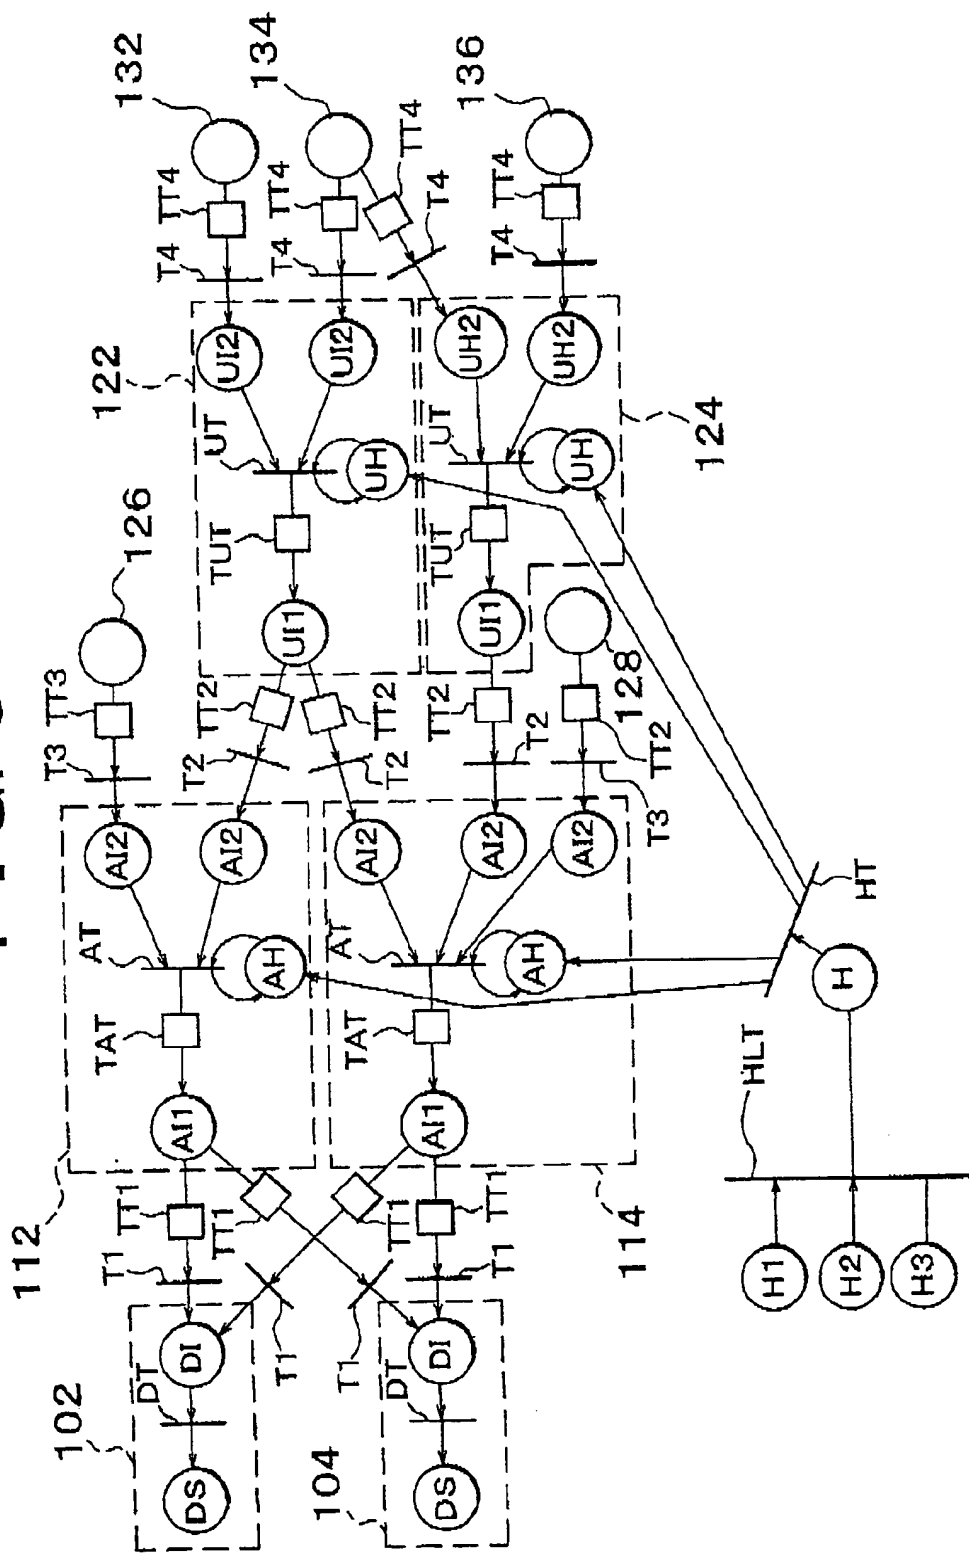 132
134
136
TT4
TT4
TT4
TT4
T4
T4
T4
T4
122
UI2
UI2
UH2
UH2
124
UT
UT
UH
UH
126
TUT
TUT
UI1
UI1
128
TT3
TT2
TT2
TT2
TT2
T3
T2
T2
T2
T3
AI2
AI2
AI2
AI2
AI2
AT
AT
AH
AH
HT
H
TAT
TAT
HLT
AI1
AI1
112
114
TT1
TT1
TT1
TT1
T1
T1
T1
T1
H1
H2
H3
102
104
DI
DI
DT
DT
DS
DS